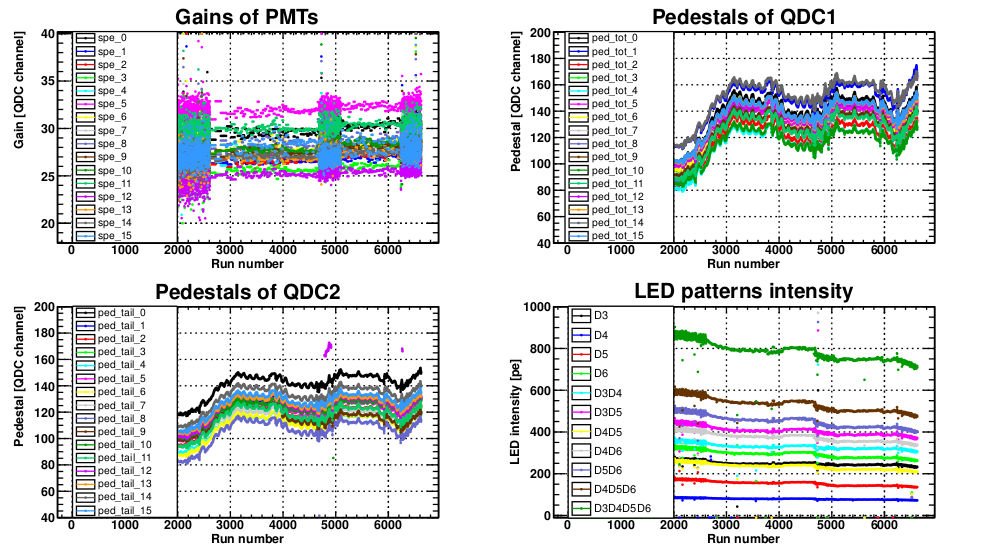 Gains of PMTs
Gain [QDC channel]
40
35
30
25
20
spe_0
spe_1
spe_2
spe_3
spe_4
spe_5
spe_6
spe_7
spe_8
spe_9
spe_10
spe_11
spe_12
spe_13
spe_14
spe_15
0 1000 2000 3000 4000 5000 6000
Run number
Pedestals of QDC1
Pedestal [QDC channel]
200
180
160
140
120
100
80
60
40
ped_tot_0
ped_tot_1
ped_tot_2
ped_tot_3
ped_tot_4
ped_tot_5
ped_tot_6
ped_tot_7
ped_tot_8
ped_tot_9
ped_tot_10
ped_tot_11
ped_tot_12
ped_tot_13
ped_tot_14
ped_tot_15
0 1000 2000 3000 4000 5000 6000
Run number
Pedestals of QDC2
Pedestal [QDC channel]
200
180
160
140
120
100
80
60
40
ped_tail_0
ped_tail_1
ped_tail_2
ped_tail_3
ped_tail_4
ped_tail_5
ped_tail_6
ped_tail_7
ped_tail_8
ped_tail_9
ped_tail_10
ped_tail_11
ped_tail_12
ped_tail_13
ped_tail_14
ped_tail_15
0 1000 2000 3000 4000 5000 6000
Run number
LED patterns intensity
LED Intensity [pe]
1000
800
600
400
200
0
D3
D4
D5
D6
D3D4
D3D5
D4D5
D4D6
D5D6
D4D5D6
D3D4D5D6
0 1000 2000 3000 4000 5000 6000
Run number